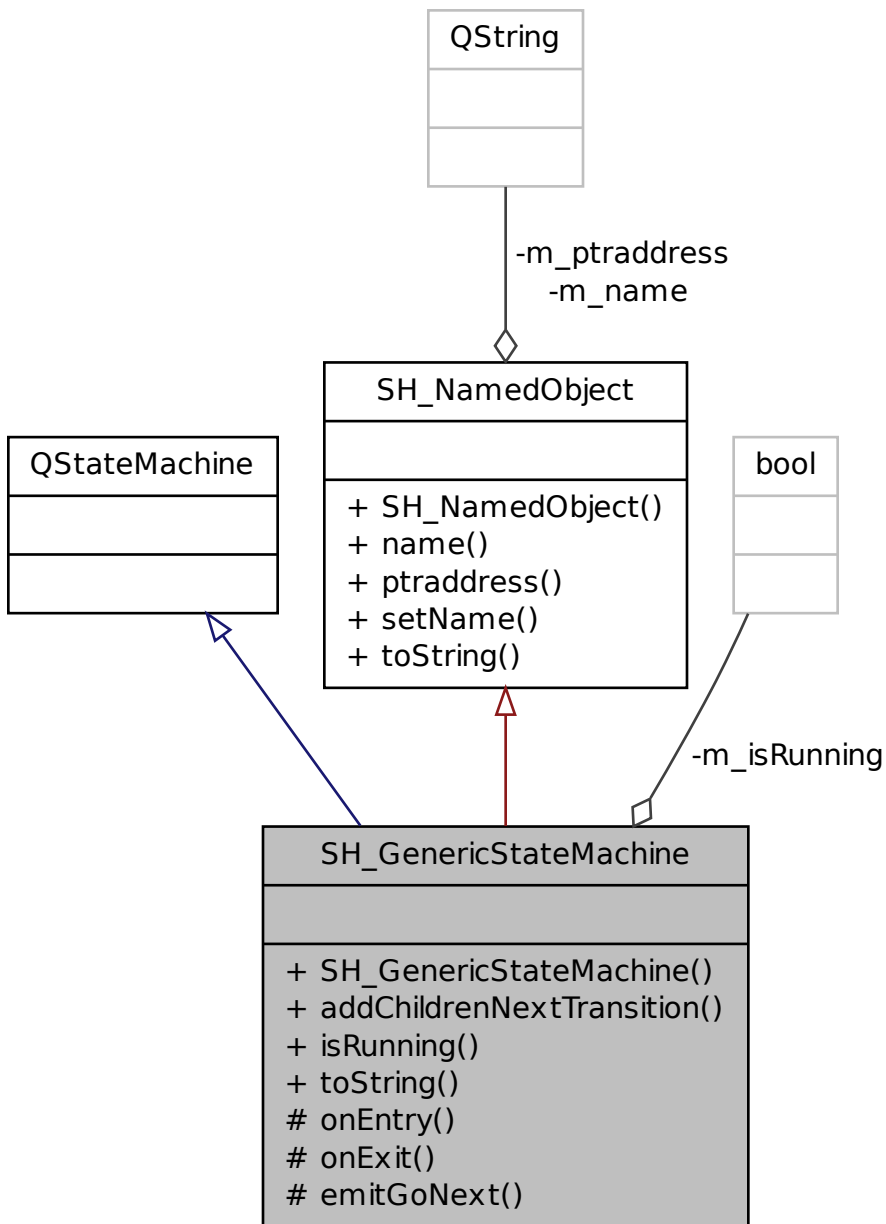 QString
-m_ptraddress
-m_name
SH_NamedObject
+ SH_NamedObject()
+ name()
+ ptraddress()
+ setName()
+ toString()
QStateMachine
bool
-m_isRunning
SH_GenericStateMachine
+ SH_GenericStateMachine()
+ addChildrenNextTransition()
+ isRunning()
+ toString()
# onEntry()
# onExit()
# emitGoNext()